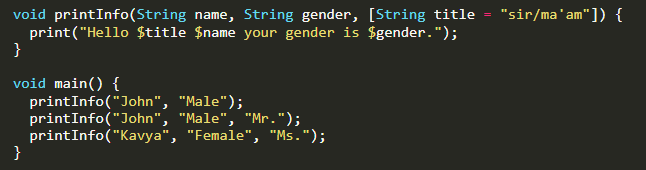 void printInfo(String name, String gender, [String title = "sir/ma'am"]) {
  print("Hello $title $name your gender is $gender.");
}

void main() {
  printInfo("John", "Male");
  printInfo("John", "Male", "Mr.");
  printInfo("Kavya", "Female", "Ms.");
}